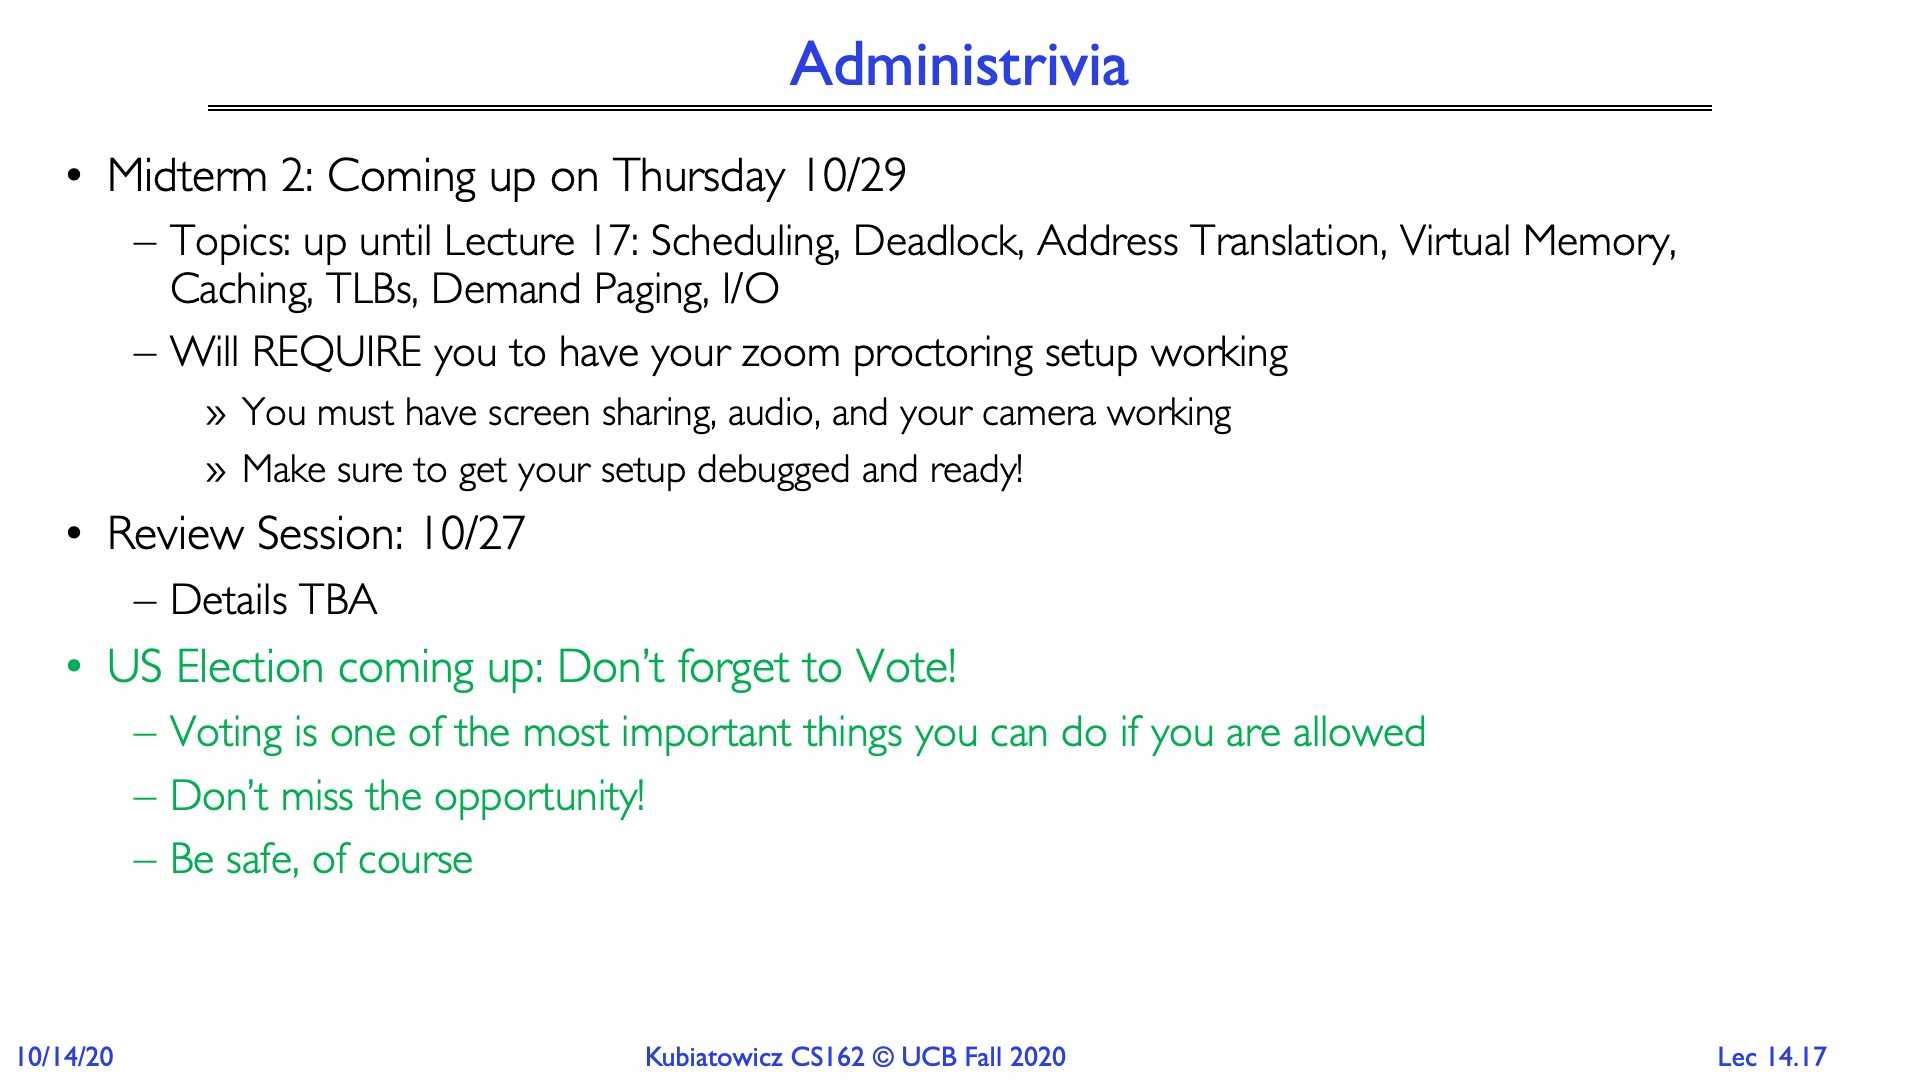 Administrivia
• Midterm 2: Coming up on Thursday 10/29
– Topics: up until Lecture 17: Scheduling, Deadlock, Address Translation, Virtual Memory,
Caching, TLBs, Demand Paging, I/O
– Will REQUIRE you to have your zoom proctoring setup working
» You must have screen sharing, audio, and your camera working
» Make sure to get your setup debugged and ready!
• Review Session: 10/27
– Details TBA
• US Election coming up: Don’t forget to Vote!
– Voting is one of the most important things you can do if you are allowed
– Don’t miss the opportunity!
– Be safe, of course
10/14/20 Kubiatowicz CS162 © UCB Fall 2020 Lec 14.17